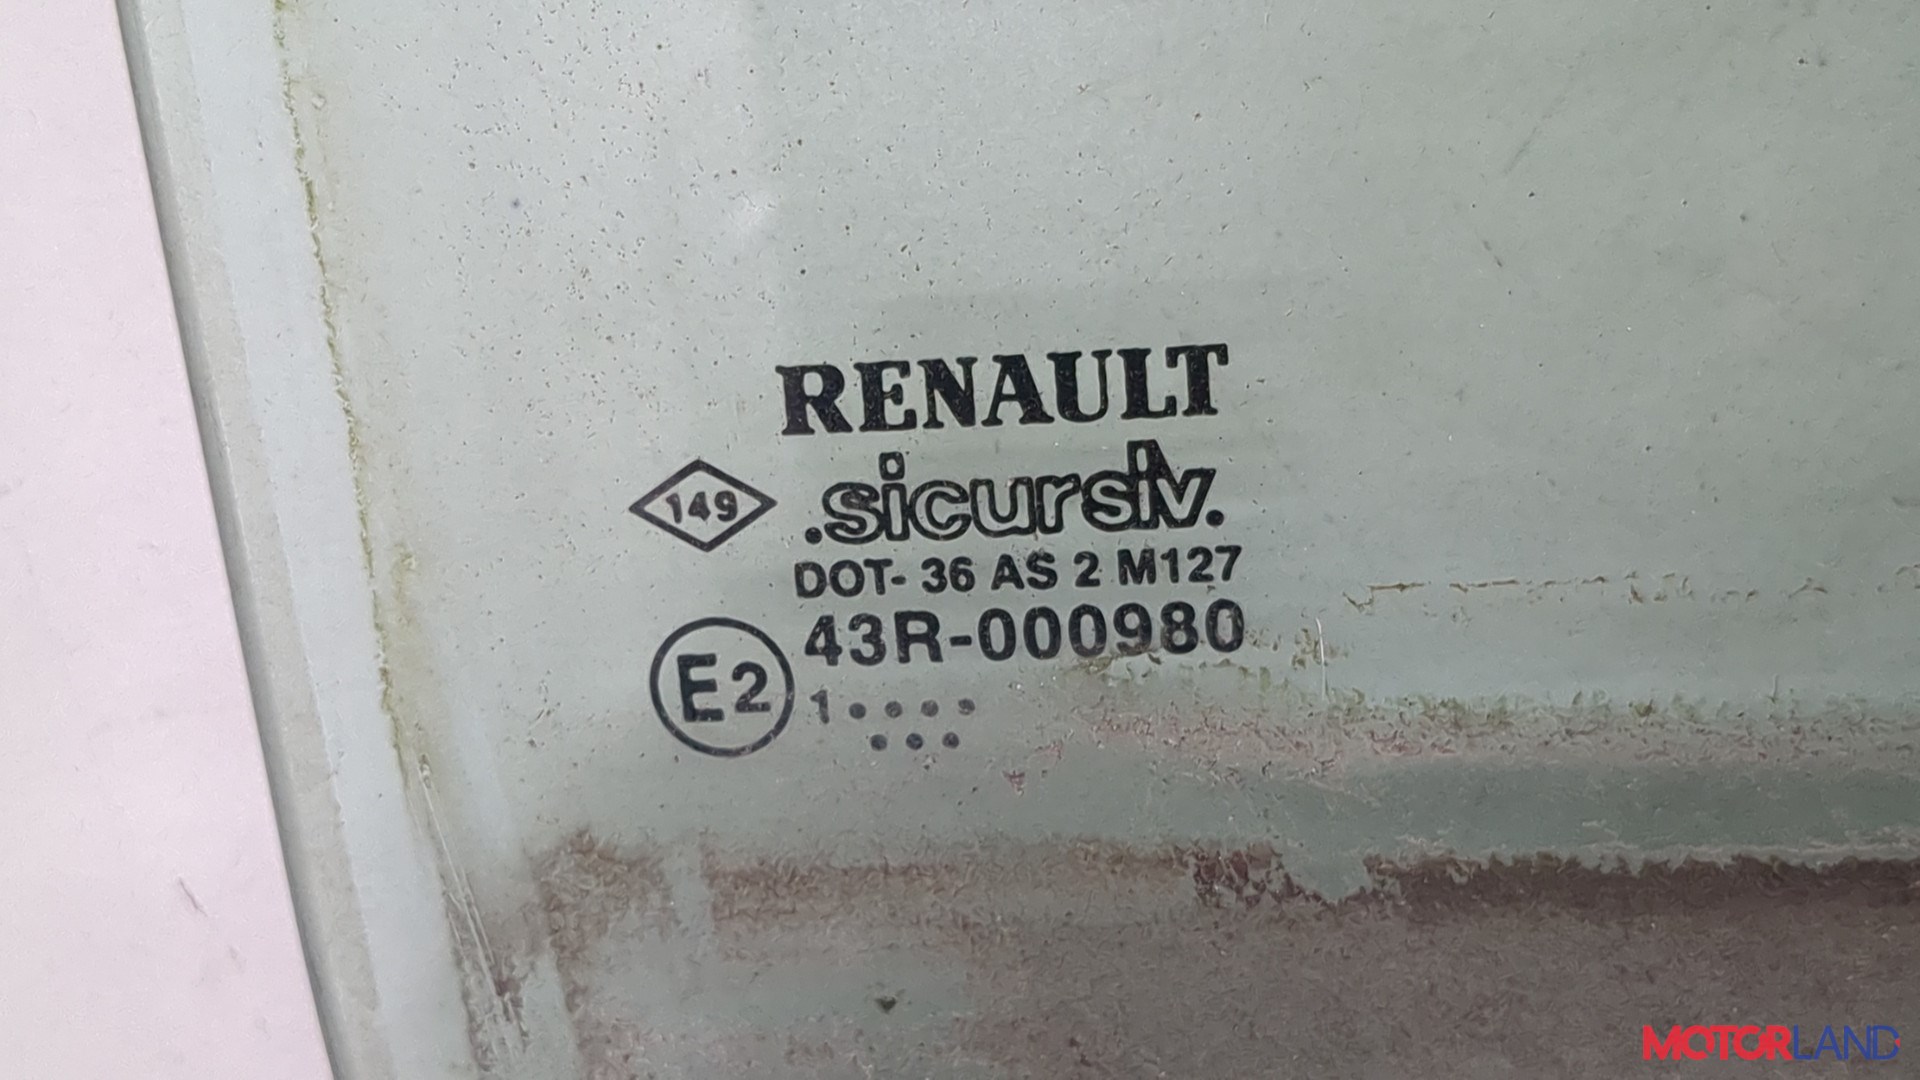 RENAULT
149
.sicursiv.
DOT- 36 AS 2 M127
E2
43R-000980
1 . . . .
. . .
MOTORLAND